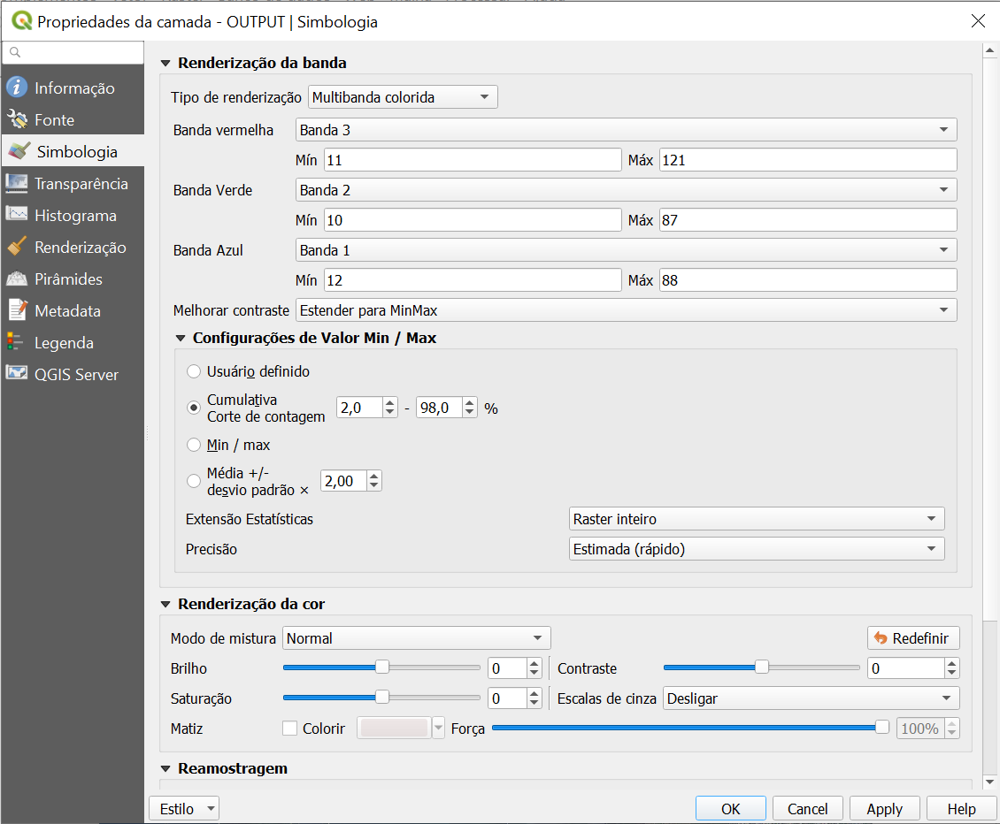 Propriedades da camada - OUTPUT | Simbologia
Informação
Fonte
Simbologia
Transparência
Histograma
Renderização
Pirâmides
Metadata
Legenda
QGIS Server
Renderização da banda
Tipo de renderização Multibanda colorida
Banda vermelha Banda 3
Mín 11 Máx 121
Banda Verde Banda 2
Mín 10 Máx 87
Banda Azul Banda 1
Mín 12 Máx 88
Melhorar contraste Estender para MinMax
Configurações de Valor Min / Max
Usuário definido
Cumulativa
Corte de contagem 2,0 - 98,0 %
Min / max
Média +/-
desvio padrão × 2,00
Extensão Estatísticas Raster inteiro
Precisão Estimada (rápido)
Renderização da cor
Modo de mistura Normal Redefinir
Brilho 0 Contraste 0
Saturação 0 Escalas de cinza Desligar
Matiz Colorir Força 100%
Reamostragem
Estilo OK Cancel Apply Help